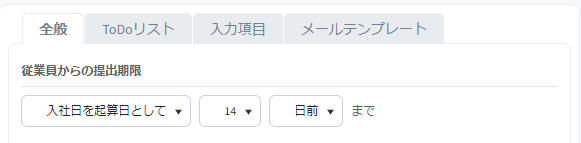 全般 ToDoリスト 入力項目 メールテンプレート
従業員からの提出期限
入社日を起算日として 14 日前 まで